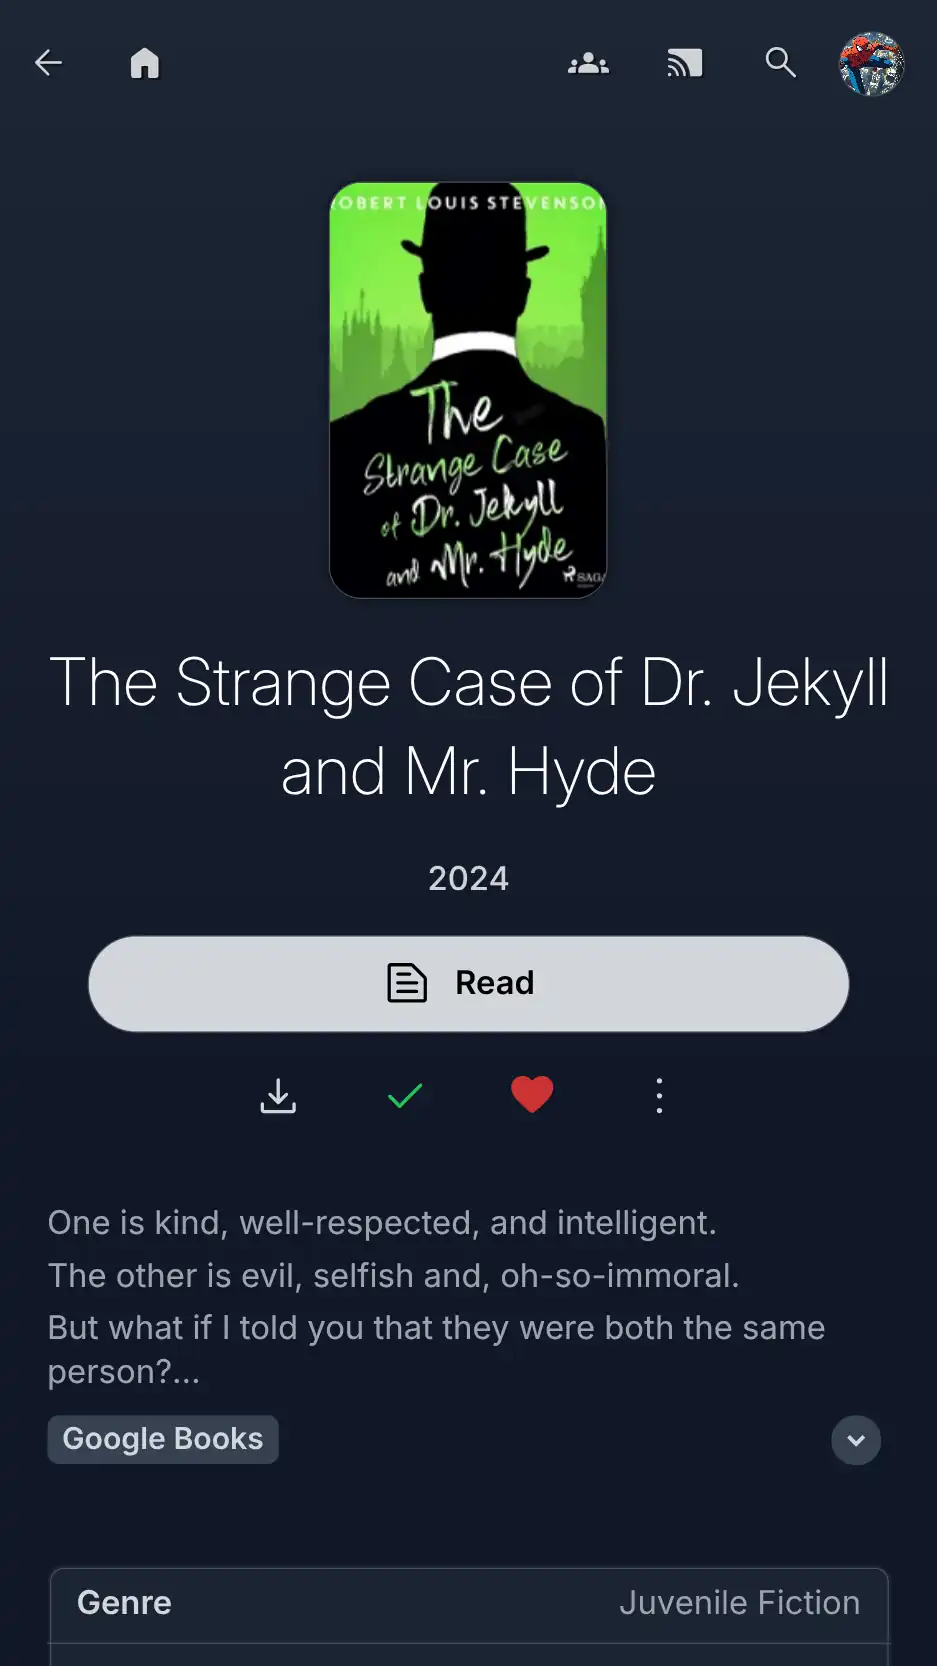 OBERT LOUIS STEVENSO
The
Strange Case
of Dr. Jekyll
and Mr. Hyde
SAGA
The Strange Case of Dr. Jekyll
and Mr. Hyde
2024
Read
One is kind, well-respected, and intelligent.
The other is evil, selfish and, oh-so-immoral.
But what if I told you that they were both the same
person?...
Google Books
Genre Juvenile Fiction